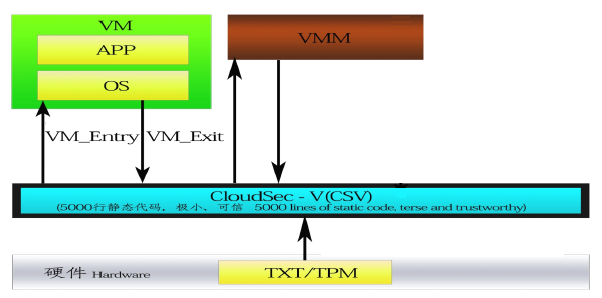 VM
APP
OS
VMM
VM_Entry
VM_Exit
CloudSec - V(CSV)
(5000行静态代码, 极小、可信 5000 lines of static code, terse and trustworthy)
硬件 Hardware
TXT/TPM